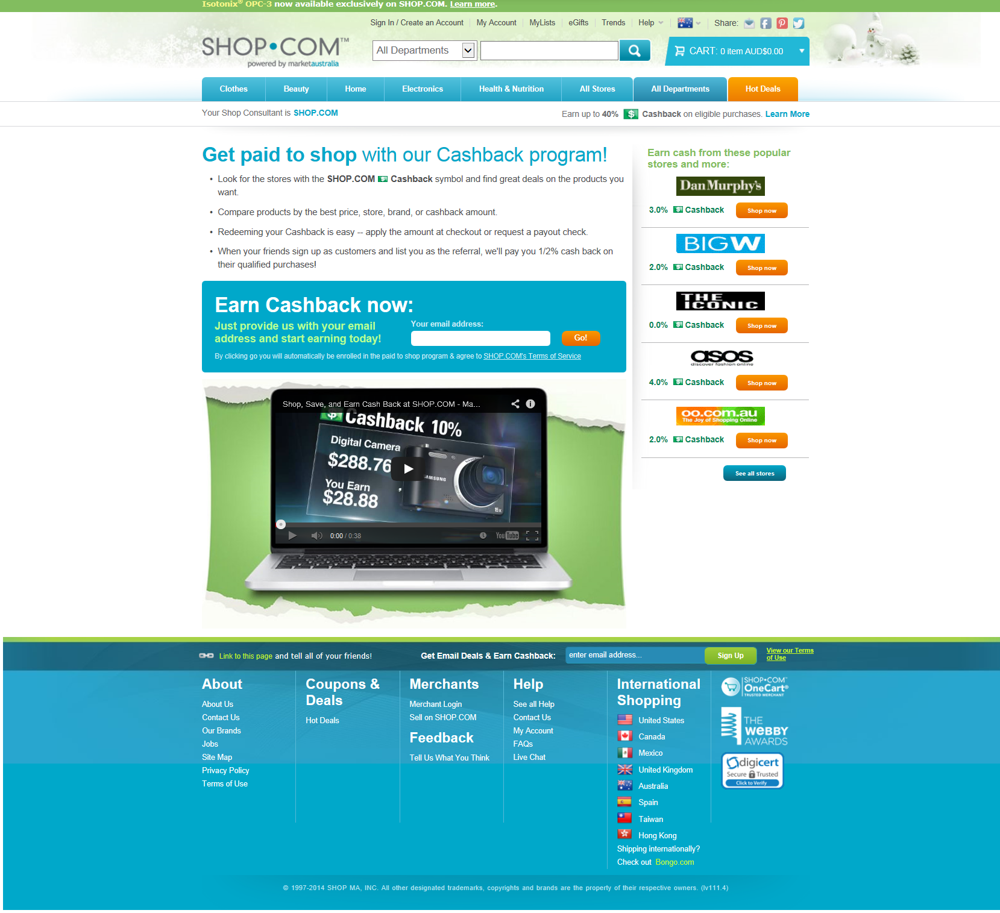 Isotonix® OPC-3 now available exclusively on SHOP.COM. Learn more.
Sign In / Create an Account
My Account
MyLists
eGifts
Trends
Help
Share:
SHOP•COM™
powered by marketaustralia
All Departments
CART: 0 item AUD$0.00
Clothes
Beauty
Home
Electronics
Health & Nutrition
All Stores
All Departments
Hot Deals
Your Shop Consultant is SHOP.COM
Earn up to 40% $ Cashback on eligible purchases. Learn More
Get paid to shop with our Cashback program!
• Look for the stores with the SHOP.COM $ Cashback symbol and find great deals on the products you
want.
• Compare products by the best price, store, brand, or cashback amount.
• Redeeming your Cashback is easy -- apply the amount at checkout or request a payout check.
• When your friends sign up as customers and list you as the referral, we'll pay you 1/2% cash back on
their qualified purchases!
Earn Cashback now:
Just provide us with your email
address and start earning today!
Your email address:
Go!
By clicking go you will automatically be enrolled in the paid to shop program & agree to SHOP.COM's Terms of Service
Shop, Save, and Earn Cash Back at SHOP.COM - Ma...
$ Cashback 10%
Digital Camera
$288.76
You Earn
$28.88
SAMSUNG
15x
0:00 / 0:38
YouTube
Earn cash from these popular
stores and more:
Dan Murphy's
3.0% $ Cashback
Shop now
BIGW
2.0% $ Cashback
Shop now
THE
ICONIC
0.0% $ Cashback
Shop now
asos
discover fashion online
4.0% $ Cashback
Shop now
oo.com.au
The Joy of Shopping Online
2.0% $ Cashback
Shop now
See all stores
Link to this page and tell all of your friends!
Get Email Deals & Earn Cashback:
enter email address...
Sign Up
View our Terms
of Use
About
About Us
Contact Us
Our Brands
Jobs
Site Map
Privacy Policy
Terms of Use
Coupons &
Deals
Hot Deals
Merchants
Merchant Login
Sell on SHOP.COM
Feedback
Tell Us What You Think
Help
See all Help
Contact Us
My Account
FAQs
Live Chat
International
Shopping
United States
Canada
Mexico
United Kingdom
Australia
Spain
Taiwan
Hong Kong
Shipping internationally?
Check out Bongo.com
SHOP•COM™
OneCart®
TRUSTED MERCHANT
THE
WEBBY
AWARDS
digicert
Secure Trusted
Click to Verify
© 1997-2014 SHOP MA, INC. All other designated trademarks, copyrights and brands are the property of their respective owners. (lv111.4)